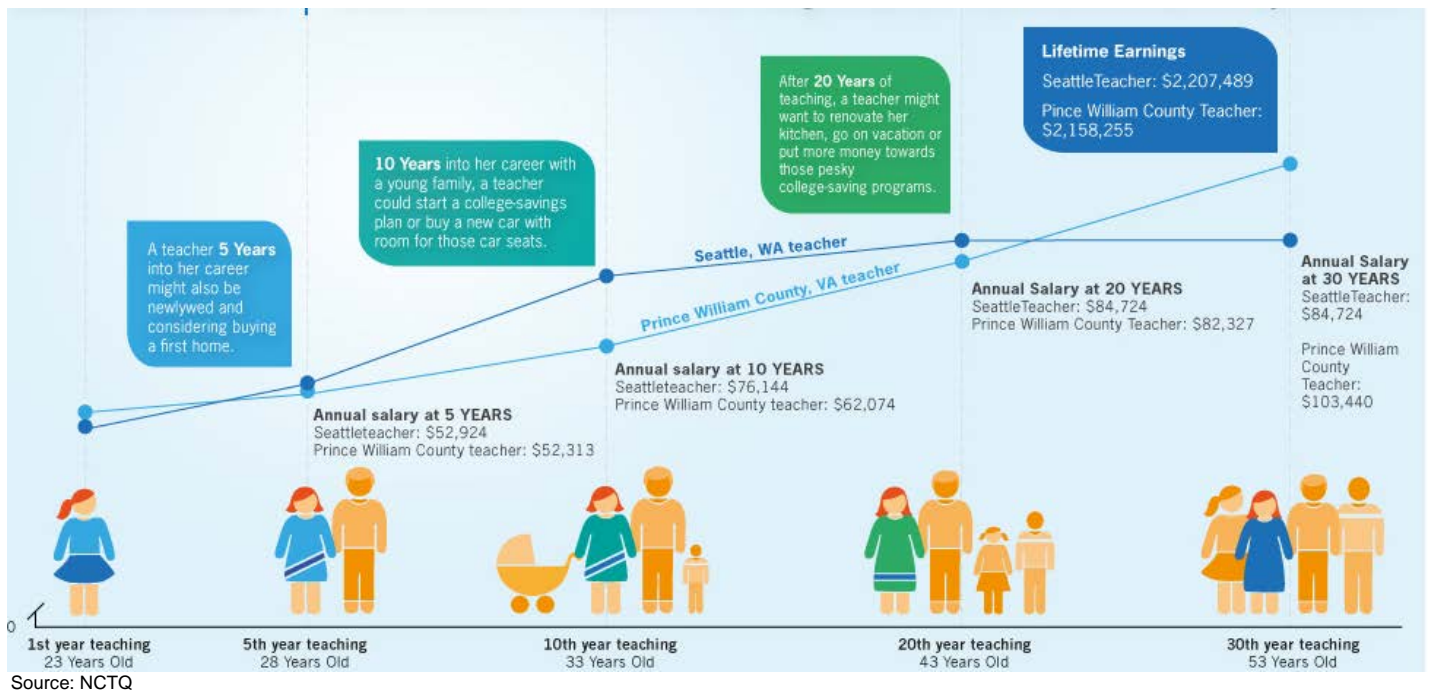 Lifetime Earnings
SeattleTeacher: $2,207,489
Pince William County Teacher:
$2,158,255
After 20 Years of
teaching, a teacher might
want to renovate her
kitchen, go on vacation or
put more money towards
those pesky
college-saving programs.
10 Years into her career with
a young family, a teacher
could start a college-savings
plan or buy a new car with
room for those car seats.
A teacher 5 Years
into her career
might also be
newlywed and
considering buying
a first home.
Seattle, WA teacher
Prince William County, VA teacher
Annual salary at 5 YEARS
Seattleteacher: $52,924
Prince William County teacher: $52,313
Annual salary at 10 YEARS
Seattleteacher: $76,144
Prince William County teacher: $62,074
Annual Salary at 20 YEARS
SeattleTeacher: $84,724
Prince William County Teacher: $82,327
Annual Salary
at 30 YEARS
SeattleTeacher:
$84,724
Prince William
County
Teacher:
$103,440
0
1st year teaching
23 Years Old
5th year teaching
28 Years Old
10th year teaching
33 Years Old
20th year teaching
43 Years Old
30th year teaching
53 Years Old
Source: NCTQ